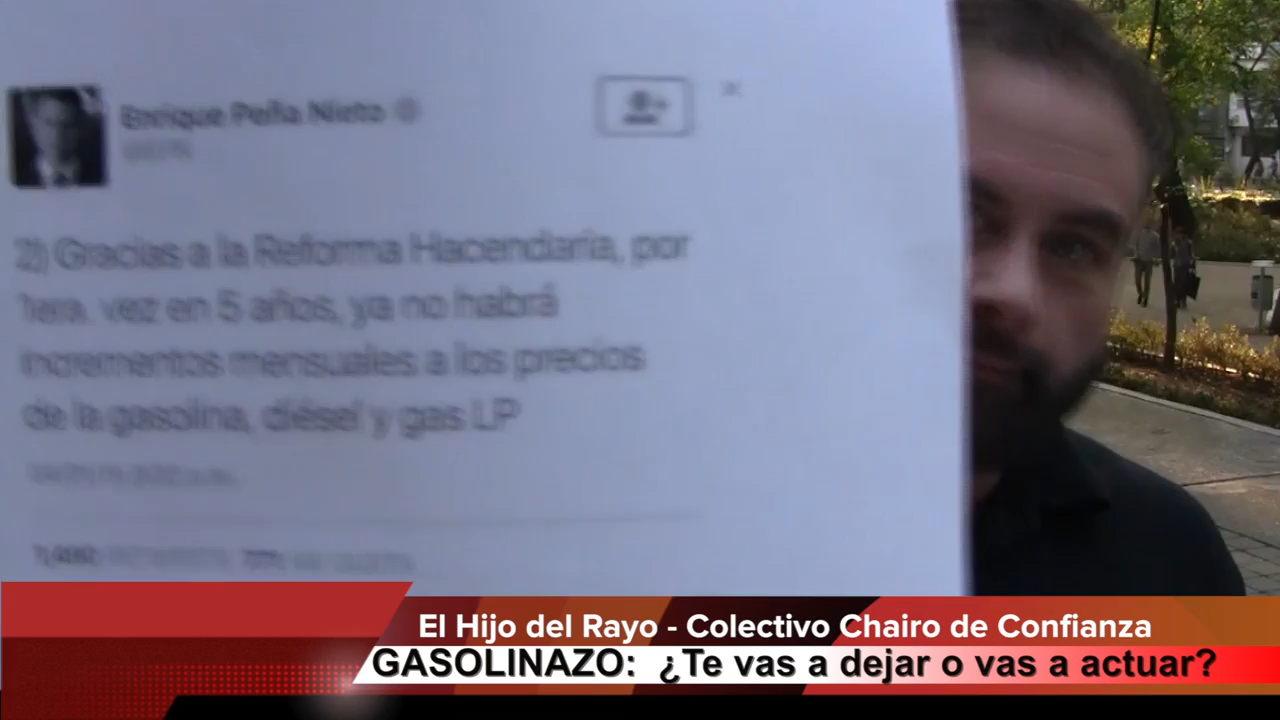 Enrique Peña Nieto
2) Gracias a la Reforma Hacendaria, por
1era. vez en 5 años, ya no habrá
incrementos mensuales a los precios
de la gasolina, diésel y gas LP
El Hijo del Rayo - Colectivo Chairo de Confianza
GASOLINAZO: ¿Te vas a dejar o vas a actuar?